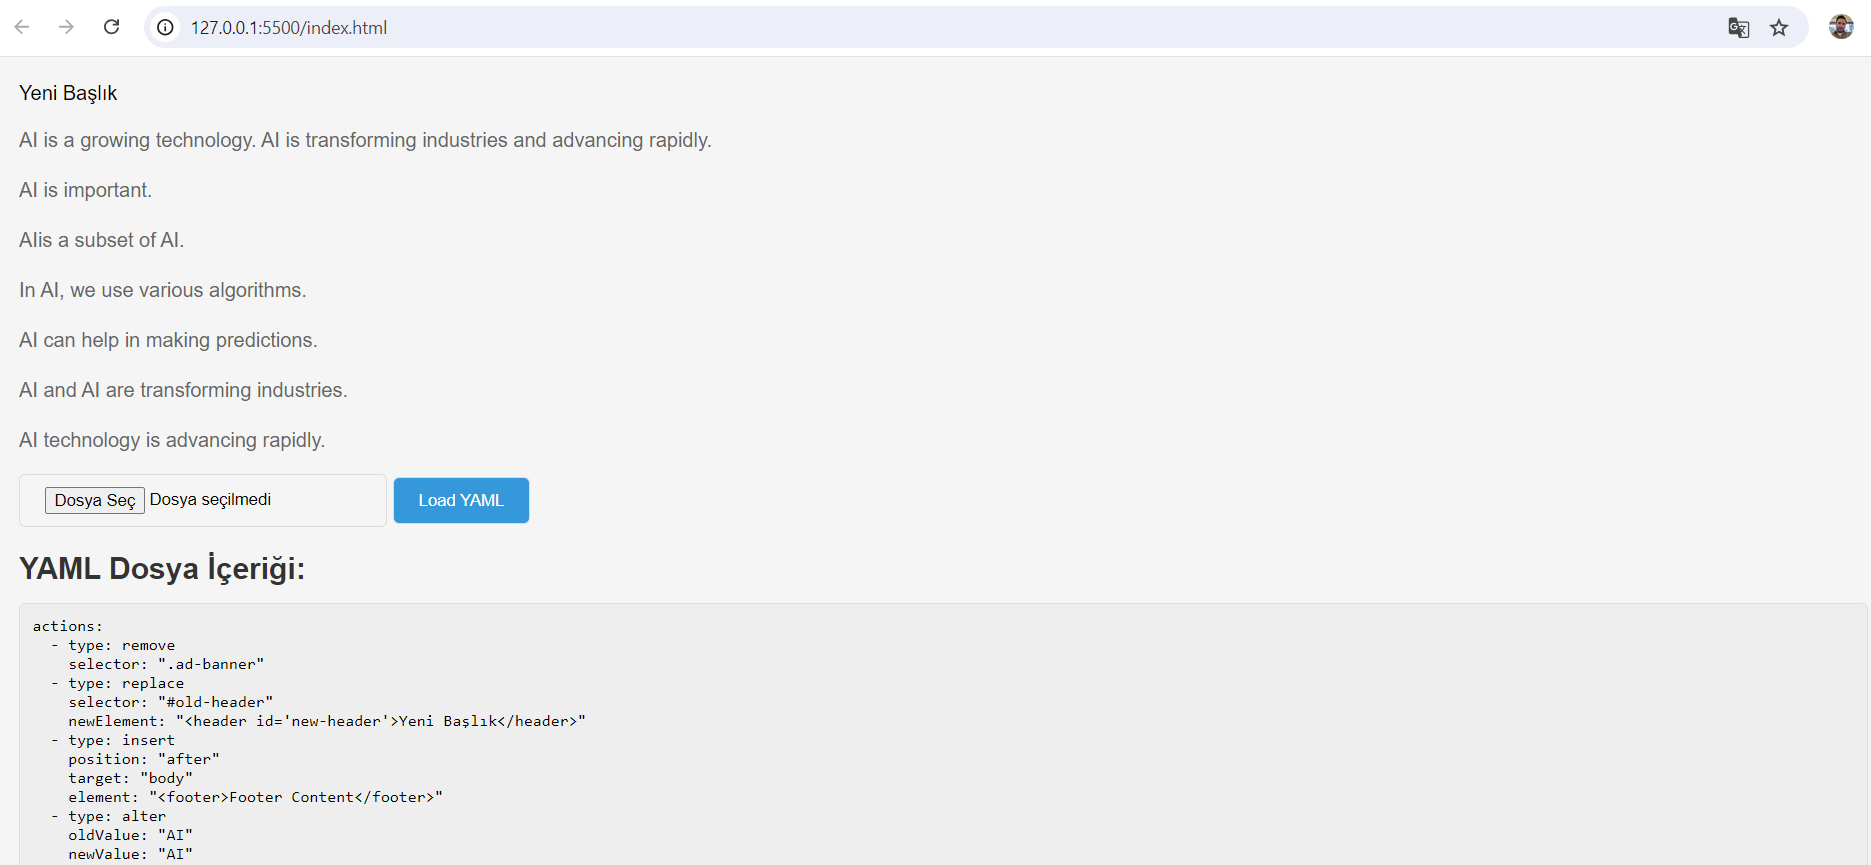 127.0.0.1:5500/index.html
Yeni Başlık
AI is a growing technology. AI is transforming industries and advancing rapidly.
AI is important.
AIis a subset of AI.
In AI, we use various algorithms.
AI can help in making predictions.
AI and AI are transforming industries.
AI technology is advancing rapidly.
Dosya Seç Dosya seçilmedi Load YAML
YAML Dosya İçeriği:
actions:
  - type: remove
    selector: ".ad-banner"
  - type: replace
    selector: "#old-header"
    newElement: "<header id='new-header'>Yeni Başlık</header>"
  - type: insert
    position: "after"
    target: "body"
    element: "<footer>Footer Content</footer>"
  - type: alter
    oldValue: "AI"
    newValue: "AI"